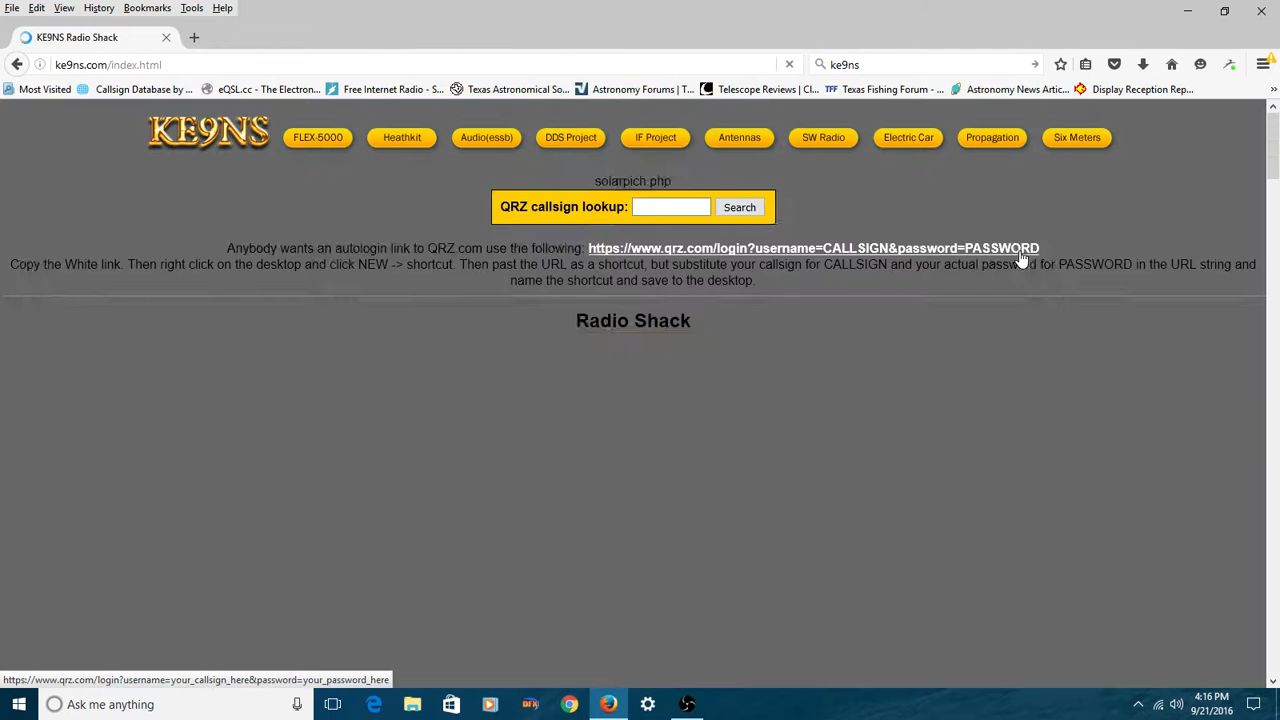 File Edit View History Bookmarks Tools Help
KE9NS Radio Shack
ke9ns.com/index.html
ke9ns
Most Visited Callsign Database by ... eQSL.cc - The Electron... Free Internet Radio - S... Texas Astronomical So... Astronomy Forums | T... Telescope Reviews | Cl... TFF Texas Fishing Forum - ... Astronomy News Artic... Display Reception Rep...
KE9NS FLEX-5000 Heathkit Audio(essb) DDS Project IF Project Antennas SW Radio Electric Car Propagation Six Meters
QRZ callsign lookup: Search
Anybody wants an autologin link to QRZ.com use the following: https://www.qrz.com/login?username=CALLSIGN&password=PASSWORD
Copy the White link. Then right click on the desktop and click NEW -> shortcut. Then past the URL as a shortcut, but substitute your callsign for CALLSIGN and your actual password for PASSWORD in the URL string and
name the shortcut and save to the desktop.
Radio Shack
https://www.qrz.com/login?username=your_callsign_here&password=your_password_here
Ask me anything
4:16 PM
9/21/2016